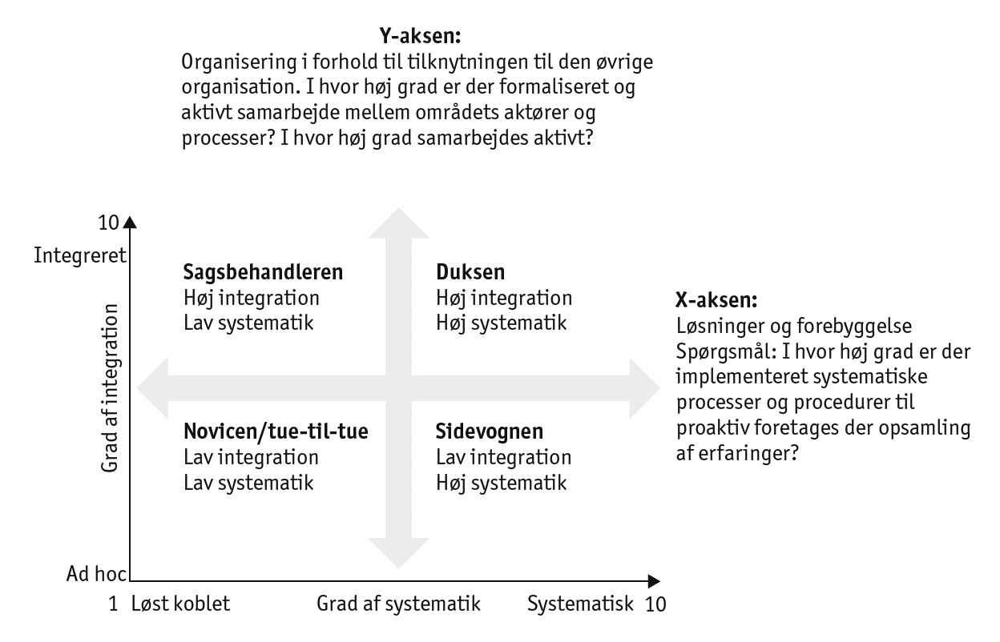 Y-aksen:
Organisering i forhold til tilknytningen til den øvrige
organisation. I hvor høj grad er der formaliseret og
aktivt samarbejde mellem områdets aktører og
processer? I hvor høj grad samarbejdes aktivt?
10
Integreret
Grad af integration
Ad hoc
Sagsbehandleren
Høj integration
Lav systematik
Duksen
Høj integration
Høj systematik
Novicen/tue-til-tue
Lav integration
Lav systematik
Sidevognen
Lav integration
Høj systematik
X-aksen:
Løsninger og forebyggelse
Spørgsmål: I hvor høj grad er der
implementeret systematiske
processer og procedurer til
proaktiv foretages der opsamling
af erfaringer?
1 Løst koblet Grad af systematik Systematisk 10